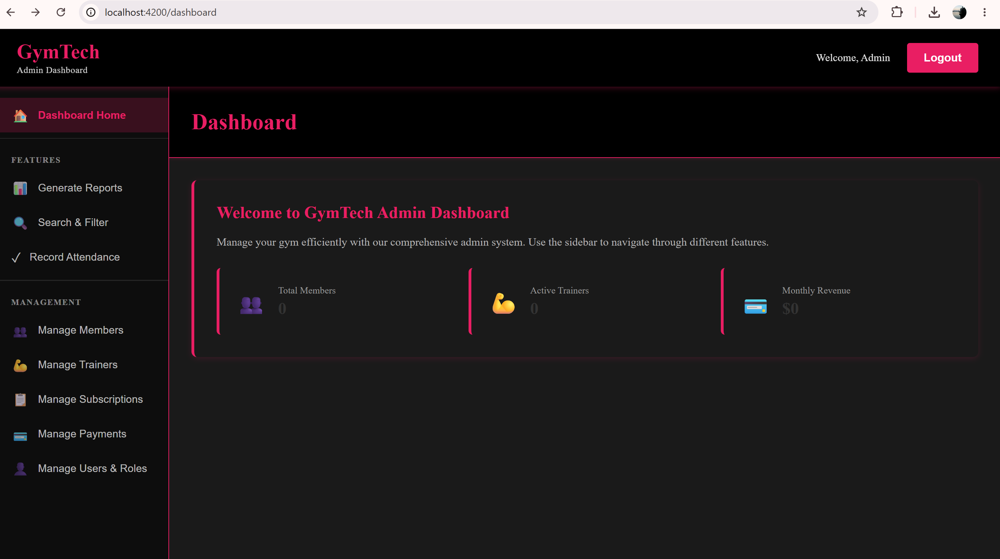 localhost:4200/dashboard
GymTech
Admin Dashboard
Welcome, Admin
Logout
Dashboard Home
FEATURES
Generate Reports
Search & Filter
✓ Record Attendance
MANAGEMENT
Manage Members
Manage Trainers
Manage Subscriptions
Manage Payments
Manage Users & Roles
Dashboard
Welcome to GymTech Admin Dashboard
Manage your gym efficiently with our comprehensive admin system. Use the sidebar to navigate through different features.
Total Members
0
Active Trainers
0
Monthly Revenue
$0